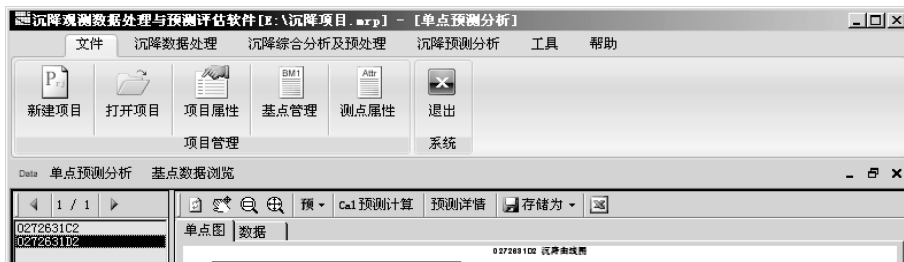 沉降观测数据处理与预测评估软件[E:\沉降项目.mrp] - [单点预测分析]
文件 沉降数据处理 沉降综合分析及预处理 沉降预测分析 工具 帮助
Prj BM1 Attr
新建项目 打开项目 项目属性 基点管理 测点属性 退出
项目管理 系统
Data 单点预测分析 基点数据浏览
1 / 1 预 Cal预测计算 预测详情 存储为
0272631C2 单点图 数据
0272631D2
0272631D2 沉降曲线图